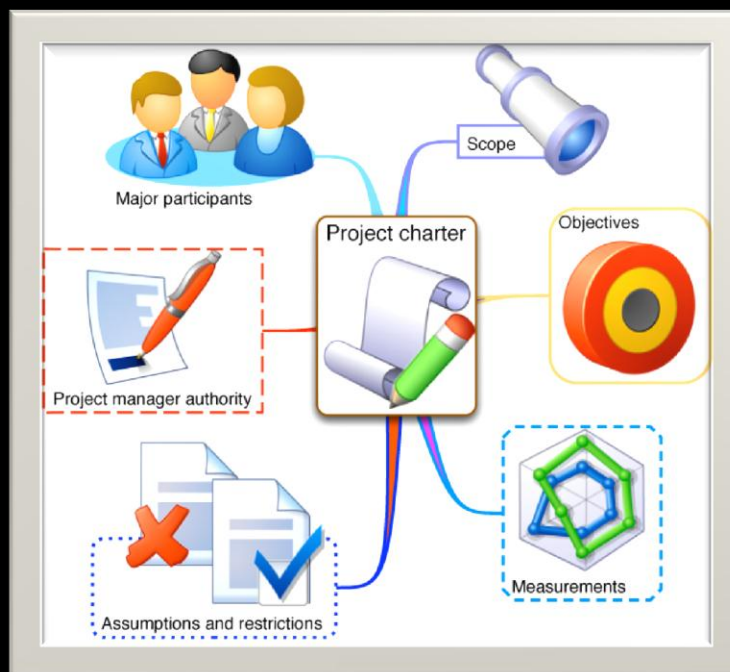 Major participants
Scope
Project charter
Objectives
Project manager authority
Measurements
Assumptions and restrictions